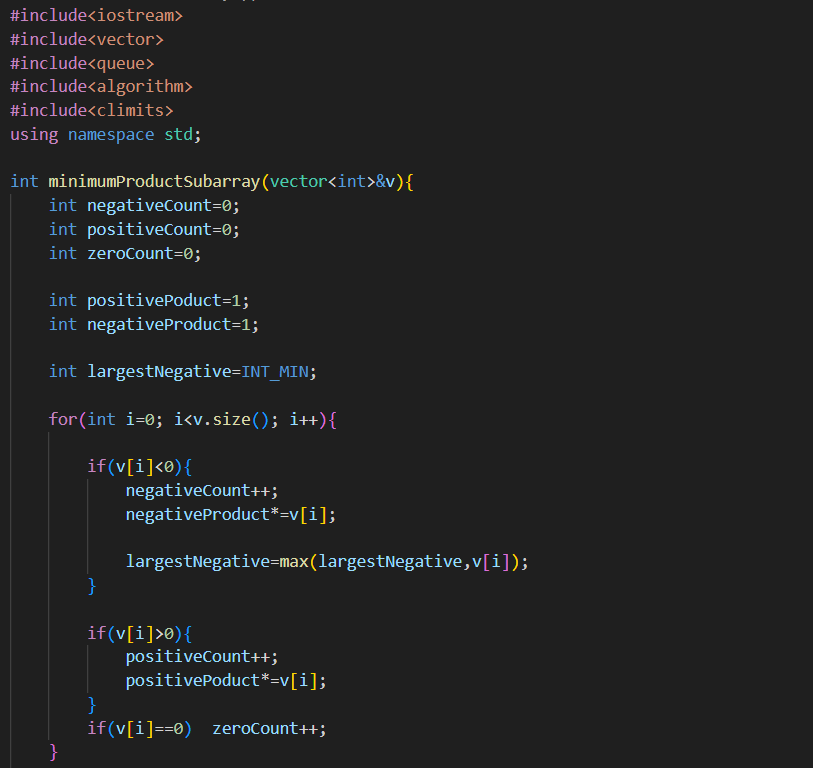 #include<iostream>
#include<vector>
#include<queue>
#include<algorithm>
#include<climits>
using namespace std;
int minimumProductSubarray(vector<int>&v){
    int negativeCount=0;
    int positiveCount=0;
    int zeroCount=0;
    int positivePoduct=1;
    int negativeProduct=1;
    int largestNegative=INT_MIN;
    for(int i=0; i<v.size(); i++){
        if(v[i]<0){
            negativeCount++;
            negativeProduct*=v[i];
            largestNegative=max(largestNegative,v[i]);
        }
        if(v[i]>0){
            positiveCount++;
            positivePoduct*=v[i];
        }
        if(v[i]==0)  zeroCount++;
    }